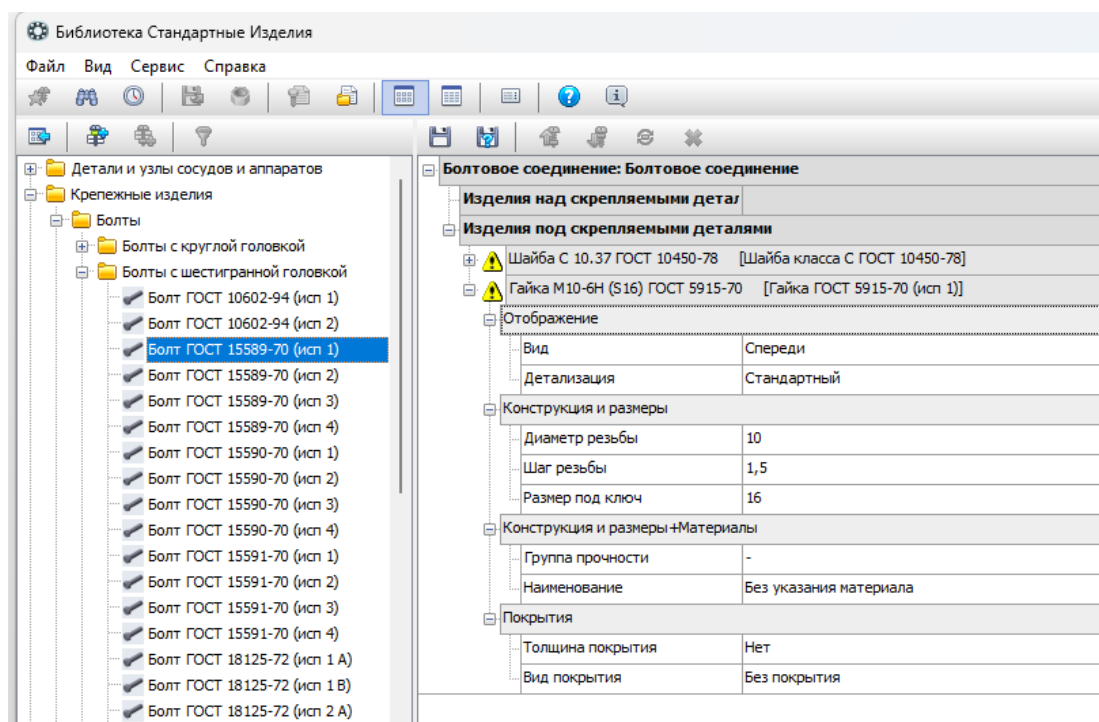 Библиотека Стандартные Изделия
Файл Вид Сервис Справка
Детали и узлы сосудов и аппаратов
Крепежные изделия
Болты
Болты с круглой головкой
Болты с шестигранной головкой
Болт ГОСТ 10602-94 (исп 1)
Болт ГОСТ 10602-94 (исп 2)
Болт ГОСТ 15589-70 (исп 1)
Болт ГОСТ 15589-70 (исп 2)
Болт ГОСТ 15589-70 (исп 3)
Болт ГОСТ 15589-70 (исп 4)
Болт ГОСТ 15590-70 (исп 1)
Болт ГОСТ 15590-70 (исп 2)
Болт ГОСТ 15590-70 (исп 3)
Болт ГОСТ 15590-70 (исп 4)
Болт ГОСТ 15591-70 (исп 1)
Болт ГОСТ 15591-70 (исп 2)
Болт ГОСТ 15591-70 (исп 3)
Болт ГОСТ 15591-70 (исп 4)
Болт ГОСТ 18125-72 (исп 1 А)
Болт ГОСТ 18125-72 (исп 1 В)
Болт ГОСТ 18125-72 (исп 2 А)
Болтовое соединение: Болтовое соединение
Изделия над скрепляемыми детал
Изделия под скрепляемыми деталями
Шайба C 10.37 ГОСТ 10450-78 [Шайба класса C ГОСТ 10450-78]
Гайка М10-6H (S16) ГОСТ 5915-70 [Гайка ГОСТ 5915-70 (исп 1)]
Отображение
Вид Спереди
Детализация Стандартный
Конструкция и размеры
Диаметр резьбы 10
Шаг резьбы 1,5
Размер под ключ 16
Конструкция и размеры+Материалы
Группа прочности -
Наименование Без указания материала
Покрытия
Толщина покрытия Нет
Вид покрытия Без покрытия